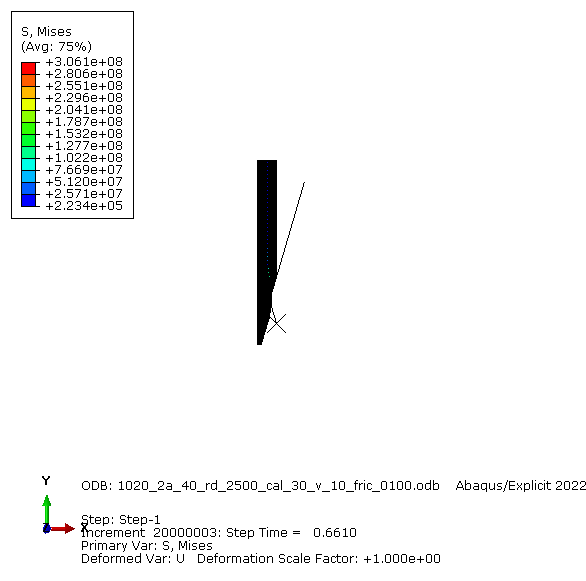 S, Mises
(Avg: 75%)
+3.061e+08
+2.806e+08
+2.551e+08
+2.296e+08
+2.041e+08
+1.787e+08
+1.532e+08
+1.277e+08
+1.022e+08
+7.669e+07
+5.120e+07
+2.571e+07
+2.234e+05
Y
X
ODB: 1020_2a_40_rd_2500_cal_30_v_10_fric_0100.odb    Abaqus/Explicit 2022
Step: Step-1
Increment  20000003: Step Time =   0.6610
Primary Var: S, Mises
Deformed Var: U   Deformation Scale Factor: +1.000e+00